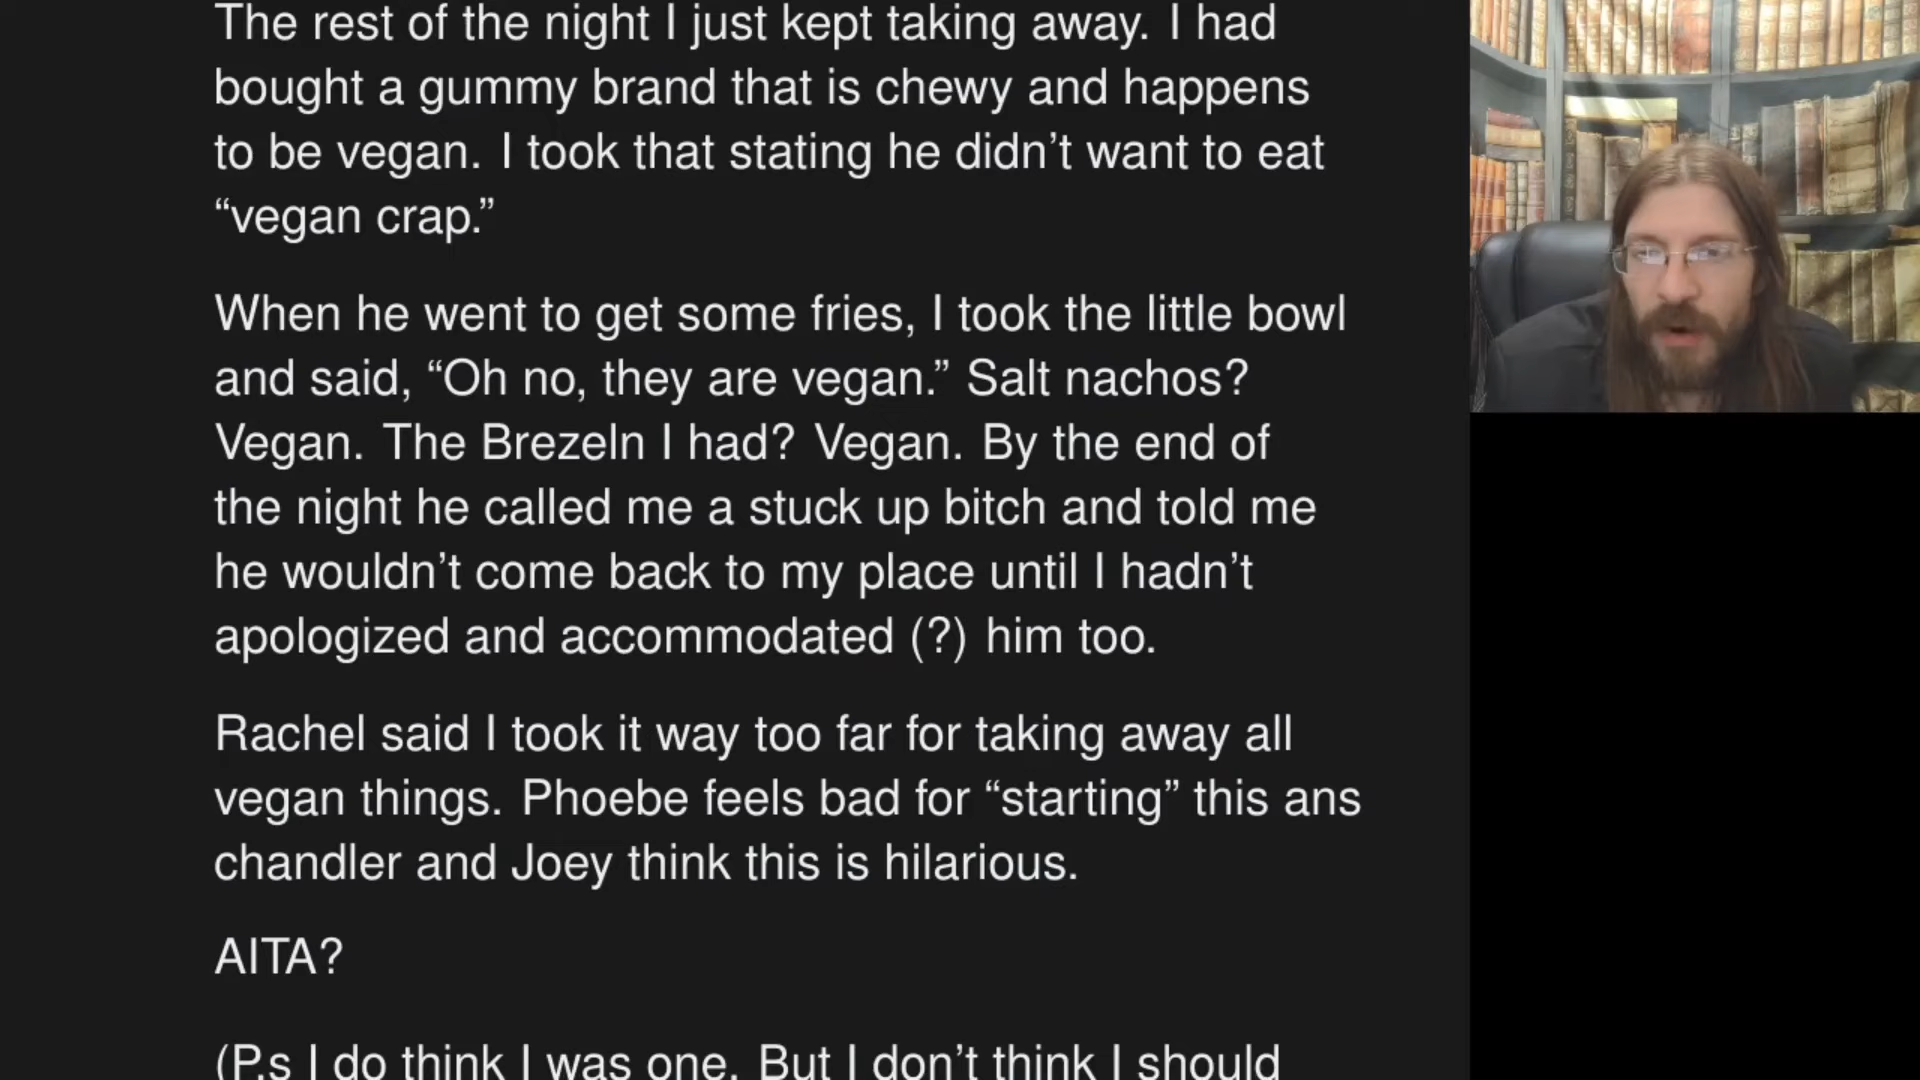 The rest of the night I just kept taking away. I had
bought a gummy brand that is chewy and happens
to be vegan. I took that stating he didn’t want to eat
“vegan crap.”
When he went to get some fries, I took the little bowl
and said, “Oh no, they are vegan.” Salt nachos?
Vegan. The Brezeln I had? Vegan. By the end of
the night he called me a stuck up bitch and told me
he wouldn’t come back to my place until I hadn’t
apologized and accommodated (?) him too.
Rachel said I took it way too far for taking away all
vegan things. Phoebe feels bad for “starting” this ans
chandler and Joey think this is hilarious.
AITA?
(P.s I do think I was one. But I don’t think I should